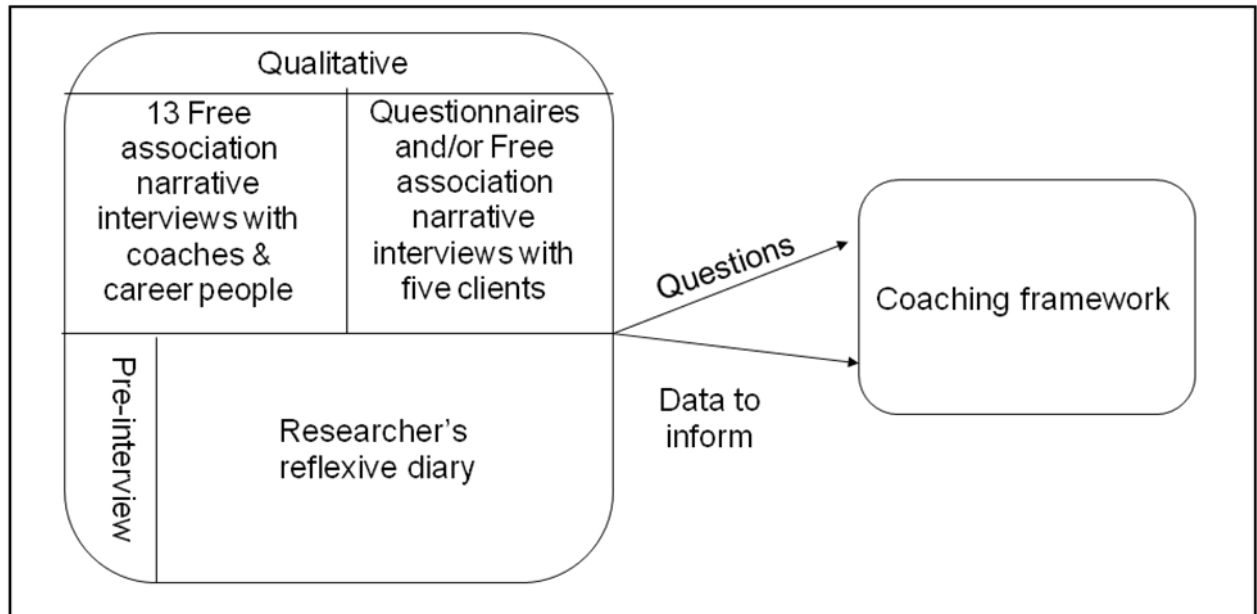 Qualitative
13 Free
association
narrative
interviews with
coaches &
career people
Questionnaires
and/or Free
association
narrative
interviews with
five clients
Pre-interview
Researcher's
reflexive diary
Questions
Data to
inform
Coaching framework